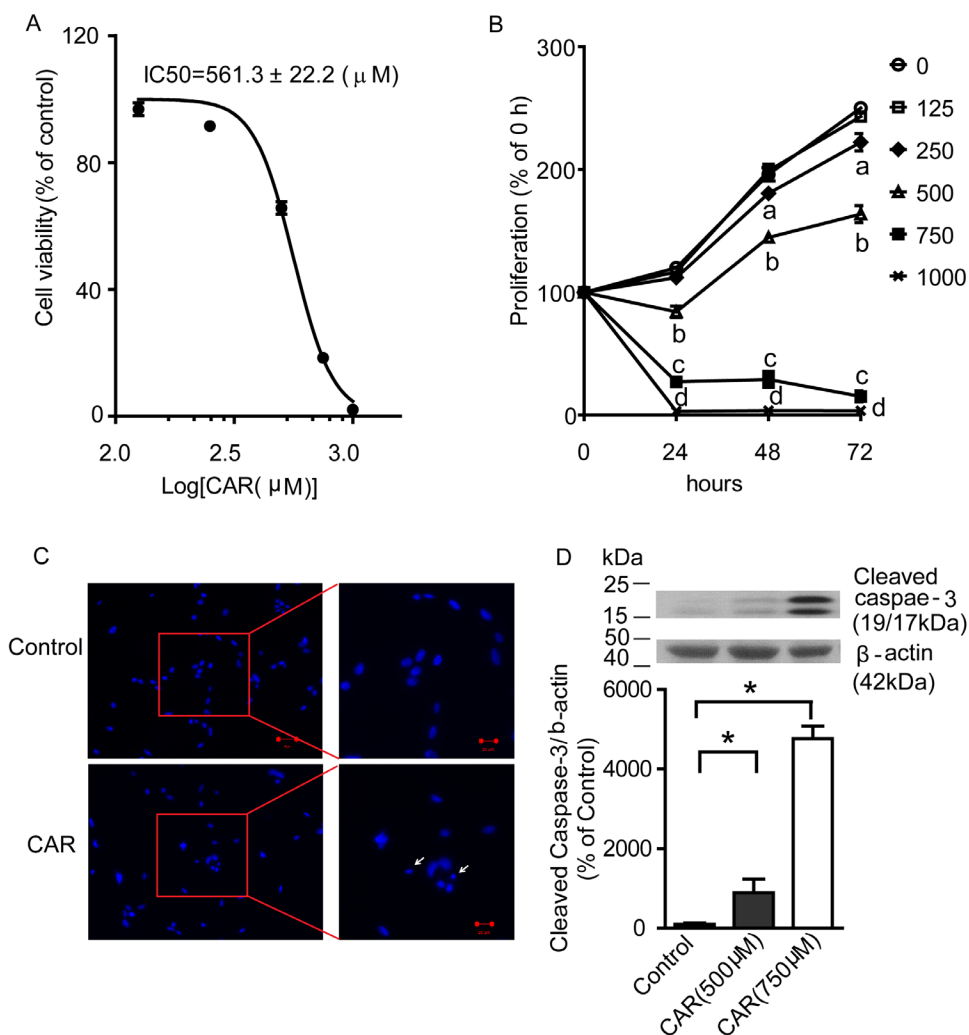 A
120
80
40
0
Cell viability (% of control)
IC50=561.3 ± 22.2 ( μ M)
2.0
2.5
3.0
Log[CAR( μM)]
B
300
200
100
0
Proliferation (% of 0 h)
a
a
b
b
b
c
c
c
d
d
d
0
24
48
72
hours
0
125
250
500
750
1000
C
Control
CAR
D
kDa
25
15
50
40
Cleaved
caspae-3
(19/17kDa)
β-actin
(42kDa)
Cleaved Caspase-3/b-actin
(% of Control)
6000
4000
2000
0
*
*
Control
CAR(500μM)
CAR(750μM)